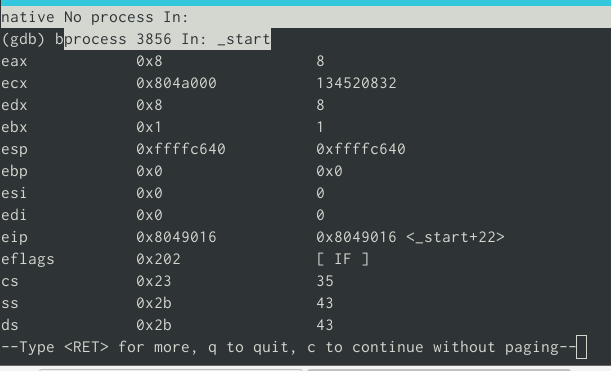 native No process In:
(gdb) bprocess 3856 In: _start
eax 0x8 8
ecx 0x804a000 134520832
edx 0x8 8
ebx 0x1 1
esp 0xffffc640 0xffffc640
ebp 0x0 0x0
esi 0x0 0
edi 0x0 0
eip 0x8049016 0x8049016 <_start+22>
eflags 0x202 [ IF ]
cs 0x23 35
ss 0x2b 43
ds 0x2b 43
--Type <RET> for more, q to quit, c to continue without paging--